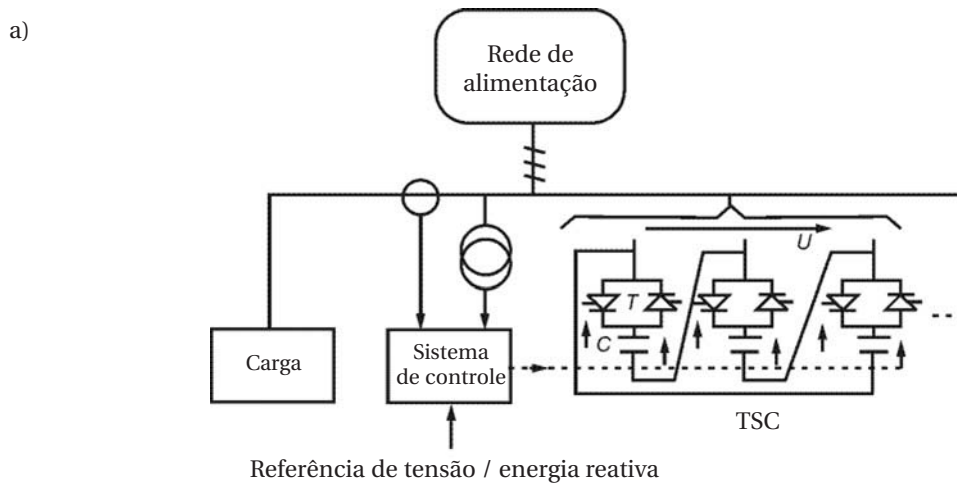 a)
Rede de
alimentação
U
T
C
Carga
Sistema
de controle
TSC
Referência de tensão / energia reativa